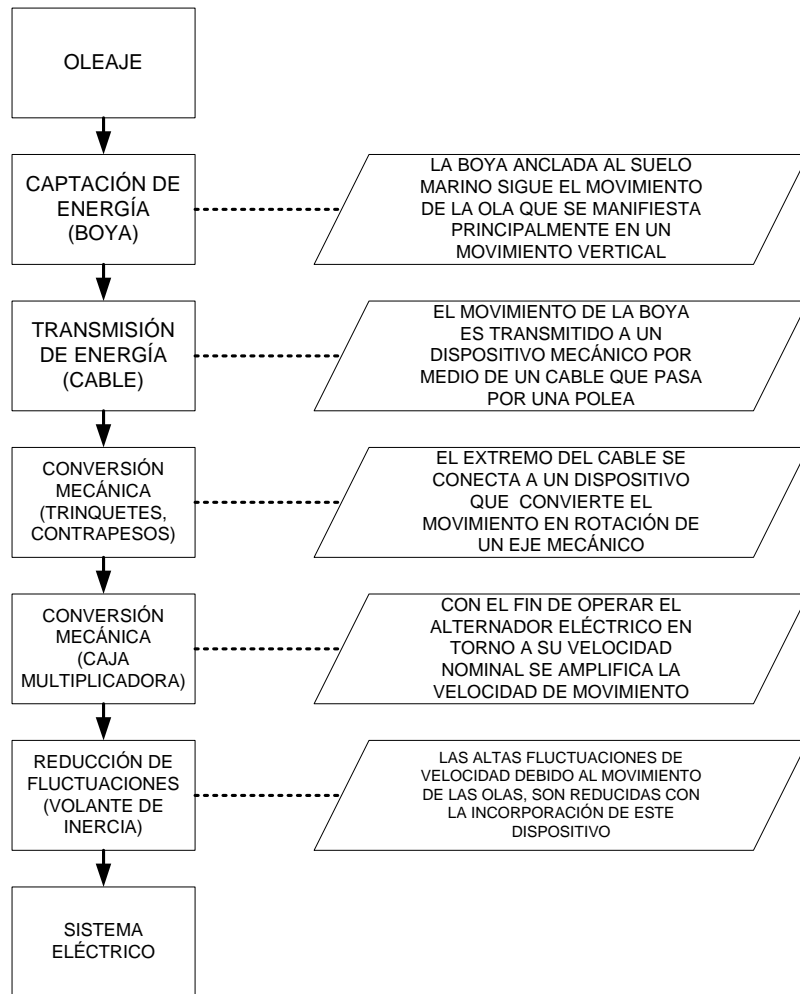 OLEAJE
CAPTACIÓN DE
ENERGÍA
(BOYA)
LA BOYA ANCLADA AL SUELO
MARINO SIGUE EL MOVIMIENTO
DE LA OLA QUE SE MANIFIESTA
PRINCIPALMENTE EN UN
MOVIMIENTO VERTICAL
TRANSMISIÓN
DE ENERGÍA
(CABLE)
EL MOVIMIENTO DE LA BOYA
ES TRANSMITIDO A UN
DISPOSITIVO MECÁNICO POR
MEDIO DE UN CABLE QUE PASA
POR UNA POLEA
CONVERSIÓN
MECÁNICA
(TRINQUETES,
CONTRAPESOS)
EL EXTREMO DEL CABLE SE
CONECTA A UN DISPOSITIVO
QUE CONVIERTE EL
MOVIMIENTO EN ROTACIÓN DE
UN EJE MECÁNICO
CONVERSIÓN
MECÁNICA
(CAJA
MULTIPLICADORA)
CON EL FIN DE OPERAR EL
ALTERNADOR ELÉCTRICO EN
TORNO A SU VELOCIDAD
NOMINAL SE AMPLIFICA LA
VELOCIDAD DE MOVIMIENTO
REDUCCIÓN DE
FLUCTUACIONES
(VOLANTE DE
INERCIA)
LAS ALTAS FLUCTUACIONES DE
VELOCIDAD DEBIDO AL MOVIMIENTO
DE LAS OLAS, SON REDUCIDAS CON
LA INCORPORACIÓN DE ESTE
DISPOSITIVO
SISTEMA
ELÉCTRICO